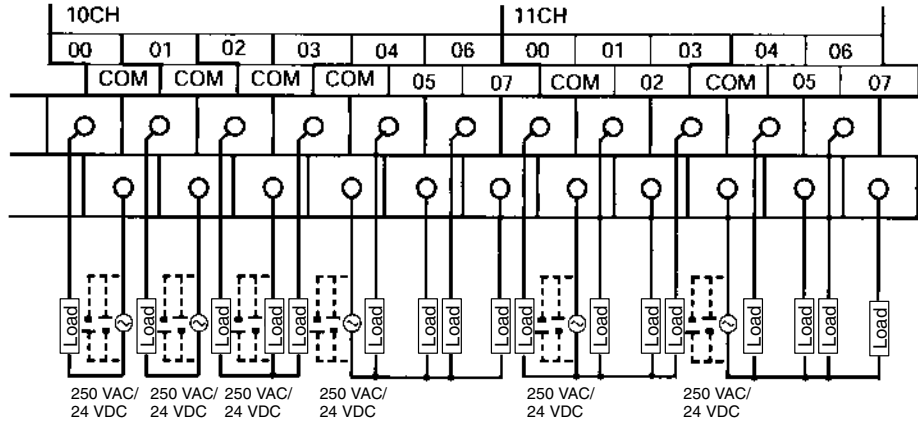 10CH 11CH
00 01 02 03 04 06 00 01 03 04 06
COM COM COM COM 05 07 COM 02 COM 05 07
Load Load Load Load Load Load Load Load Load Load Load Load Load Load Load Load Load
250 VAC/ 250 VAC/ 250 VAC/ 250 VAC/ 250 VAC/ 250 VAC/
24 VDC 24 VDC 24 VDC 24 VDC 24 VDC 24 VDC